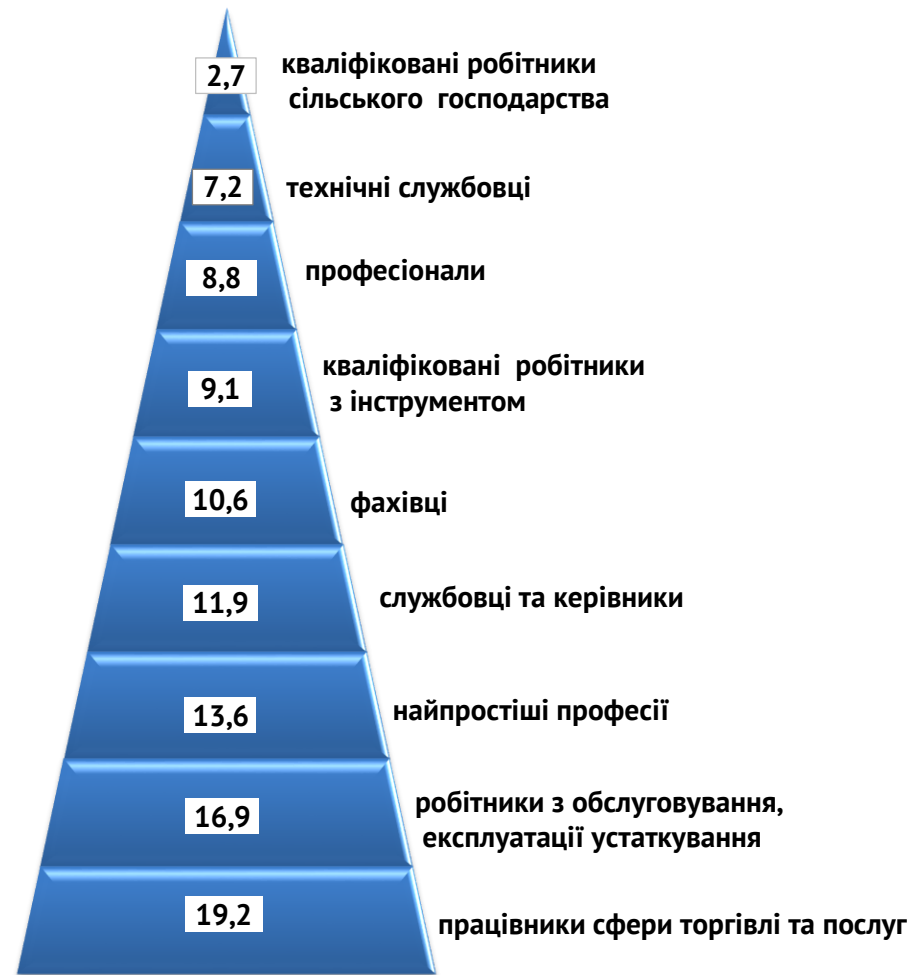 2,7
кваліфіковані робітники
сільського господарства
7,2
технічні службовці
8,8
професіонали
9,1
кваліфіковані робітники
з інструментом
10,6
фахівці
11,9
службовці та керівники
13,6
найпростіші професії
16,9
робітники з обслуговування,
експлуатації устаткування
19,2
працівники сфери торгівлі та послуг